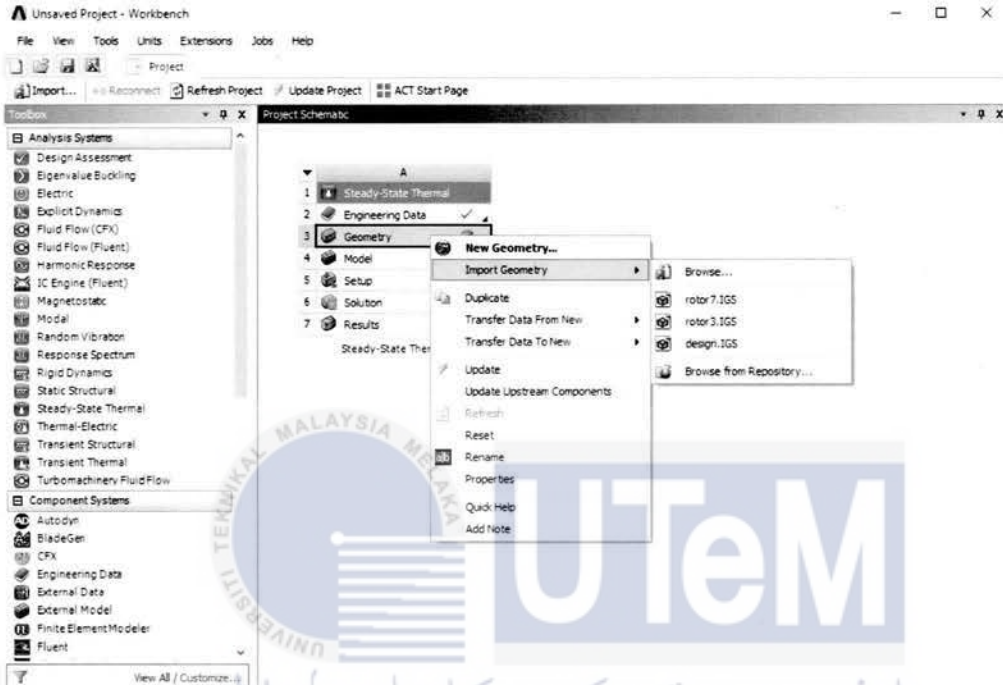 Unsaved Project - Workbench
File View Tools Units Extensions Jobs Help
Project
Import... Reconnect Refresh Project Update Project ACT Start Page
Toolbox
Project Schematic
Analysis Systems
Design Assessment
Eigenvalue Buckling
Electric
Explicit Dynamics
Fluid Flow (CFX)
Fluid Flow (Fluent)
Harmonic Response
IC Engine (Fluent)
Magnetostatic
Modal
Random Vibration
Response Spectrum
Rigid Dynamics
Static Structural
Steady-State Thermal
Thermal-Electric
Transient Structural
Transient Thermal
Turbomachinery Fluid Flow
Component Systems
Autodyn
BladeGen
CFX
Engineering Data
External Data
External Model
Finite Element Modeler
Fluent
View All / Customize...
A
1 Steady-State Thermal
2 Engineering Data
3 Geometry
4 Model
5 Setup
6 Solution
7 Results
Steady-State Ther
New Geometry...
Import Geometry
Duplicate
Transfer Data From New
Transfer Data To New
Update
Update Upstream Components
Refresh
Reset
Rename
Properties
Quick Help
Add Note
Browse...
rotor7.IGS
rotor3.IGS
design.IGS
Browse from Repository...
UNIVERSITI TEKNIKAL MALAYSIA MELAKA
UTeM